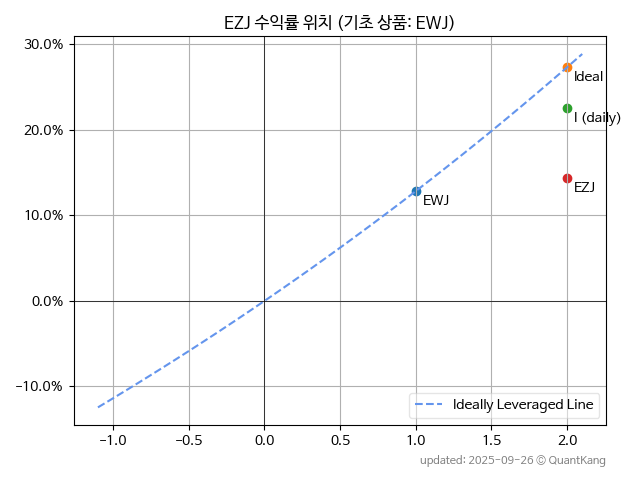 EZJ 수익률 위치 (기초 상품: EWJ)
30.0%
20.0%
10.0%
0.0%
−10.0%
Ideal
I (daily)
EZJ
EWJ
Ideally Leveraged Line
−1.0 −0.5 0.0 0.5 1.0 1.5 2.0
updated: 2025-09-26 © QuantKang